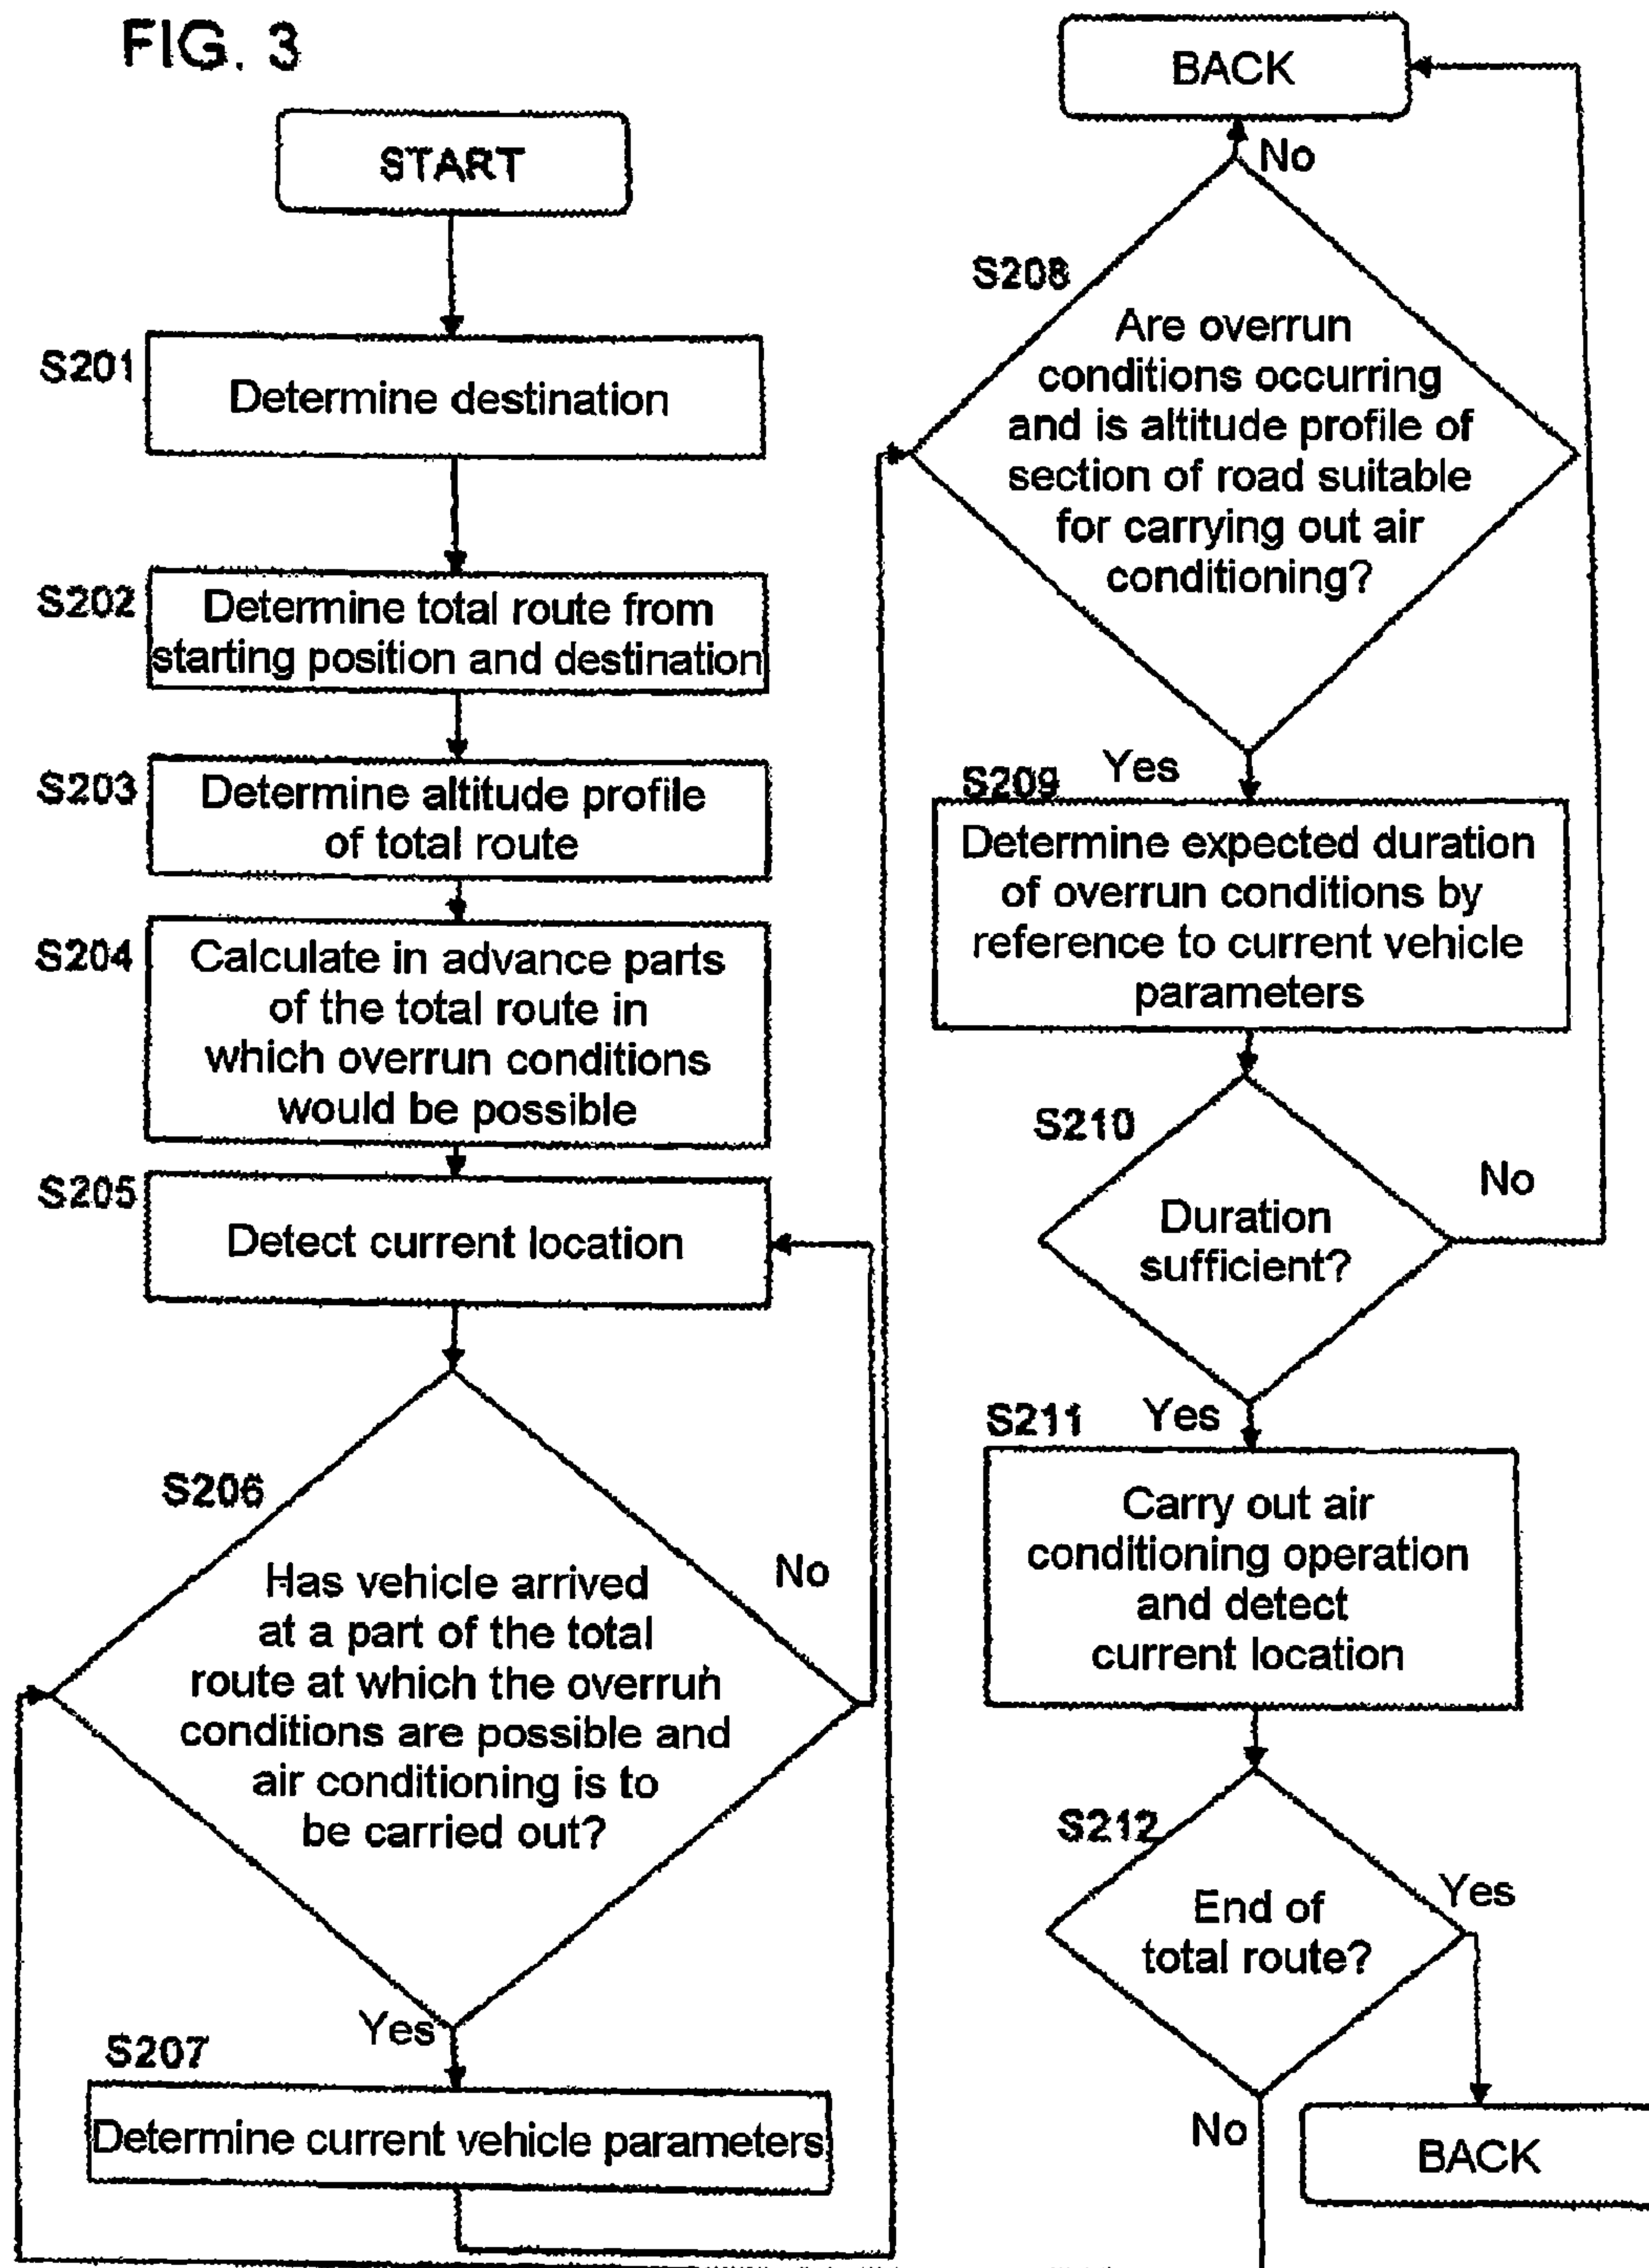 FIG. 3
START
S201
Determine destination
S202
Determine total route from
starting position and destination
S203
Determine altitude profile
of total route
S204
Calculate in advance parts
of the total route in
which overrun conditions
would be possible
S205
Detect current location
S206
Has vehicle arrived
at a part of the total
route at which the overrun
conditions are possible and
air conditioning is to
be carried out?
No
Yes
S207
Determine current vehicle parameters
BACK
No
S208
Are overrun
conditions occurring
and is altitude profile of
section of road suitable
for carrying out air
conditioning?
Yes
S209
Determine expected duration
of overrun conditions by
reference to current vehicle
parameters
S210
Duration
sufficient?
No
Yes
S211
Carry out air
conditioning operation
and detect
current location
S212
End of
total route?
Yes
No
BACK